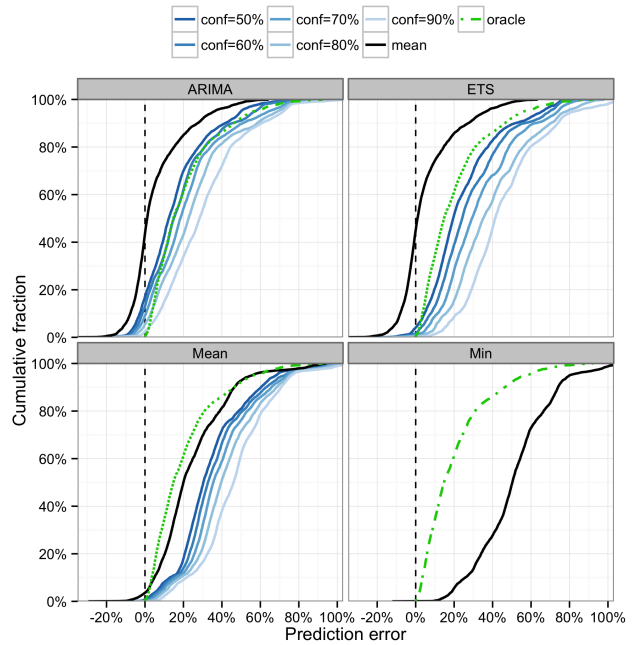 conf=50% conf=70% conf=90% oracle
conf=60% conf=80% mean
ARIMA ETS
100%
80%
60%
40%
20%
0%
Mean Min
100%
80%
60%
40%
20%
0%
-20% 0% 20% 40% 60% 80% 100% -20% 0% 20% 40% 60% 80% 100%
Prediction error
Cumulative fraction